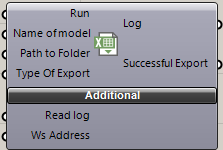 Run
Log
Name of model
Path to Folder
Successful Export
Type Of Export
Additional
Read log
Ws Address